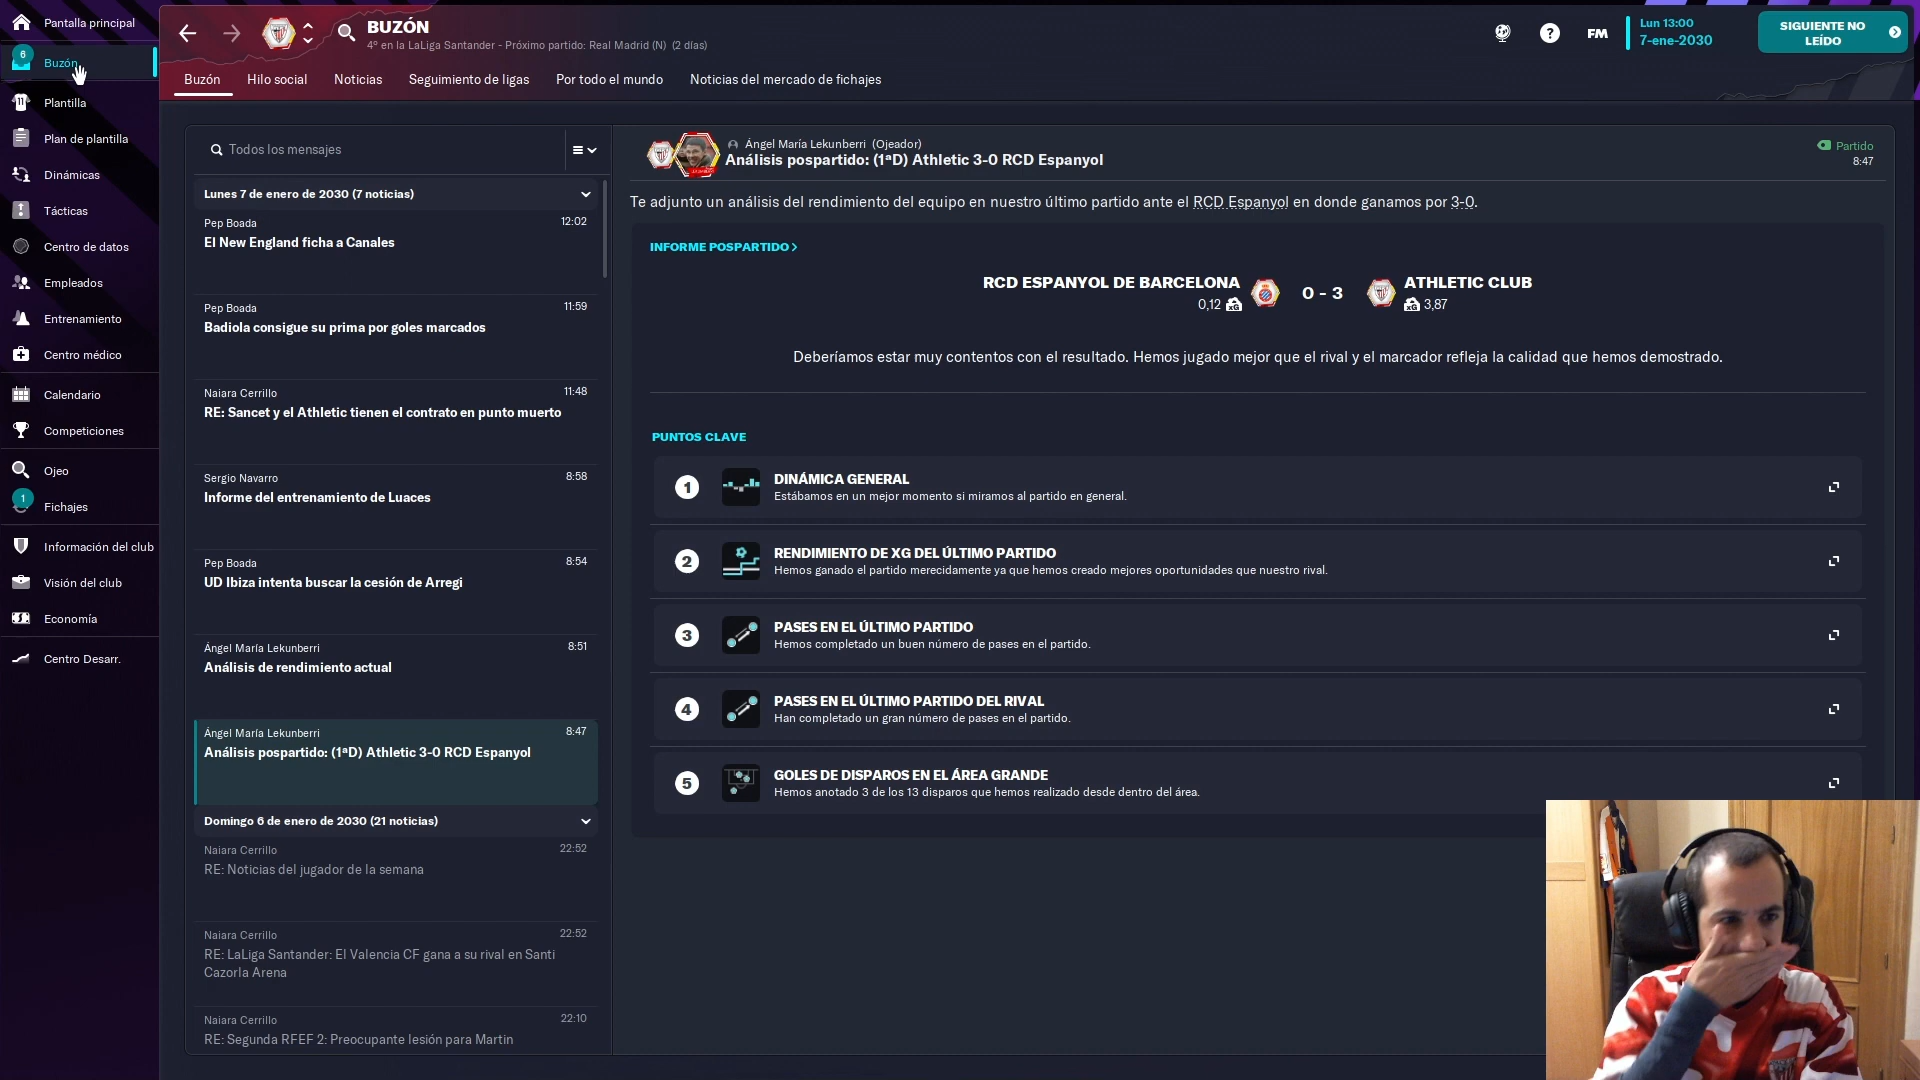 Pantalla principal
6
Buzón
Plantilla
Plan de plantilla
Dinámicas
Tácticas
Centro de datos
Empleados
Entrenamiento
Centro médico
Calendario
Competiciones
Ojeo
1
Fichajes
Información del club
Visión del club
Economía
Centro Desarr.
BUZÓN
4º en la LaLiga Santander - Próximo partido: Real Madrid (N) (2 días)
?
FM
Lun 13:00
7-ene-2030
SIGUIENTE NO
LEÍDO
Buzón
Hilo social
Noticias
Seguimiento de ligas
Por todo el mundo
Noticias del mercado de fichajes
Todos los mensajes
Lunes 7 de enero de 2030 (7 noticias)
Pep Boada 12:02
El New England ficha a Canales
Pep Boada 11:59
Badiola consigue su prima por goles marcados
Naiara Cerrillo 11:48
RE: Sancet y el Athletic tienen el contrato en punto muerto
Sergio Navarro 8:58
Informe del entrenamiento de Luaces
Pep Boada 8:54
UD Ibiza intenta buscar la cesión de Arregi
Ángel María Lekunberri 8:51
Análisis de rendimiento actual
Ángel María Lekunberri 8:47
Análisis pospartido: (1ªD) Athletic 3-0 RCD Espanyol
Domingo 6 de enero de 2030 (21 noticias)
Naiara Cerrillo 22:52
RE: Noticias del jugador de la semana
Naiara Cerrillo 22:52
RE: LaLiga Santander: El Valencia CF gana a su rival en Santi
Cazorla Arena
Naiara Cerrillo 22:10
RE: Segunda RFEF 2: Preocupante lesión para Martin
Ángel María Lekunberri (Ojeador)
Análisis pospartido: (1ªD) Athletic 3-0 RCD Espanyol
Partido
8:47
Te adjunto un análisis del rendimiento del equipo en nuestro último partido ante el RCD Espanyol en donde ganamos por 3-0.
INFORME POSPARTIDO
RCD ESPANYOL DE BARCELONA
0,12 xG
0 - 3
ATHLETIC CLUB
xG 3,87
Deberíamos estar muy contentos con el resultado. Hemos jugado mejor que el rival y el marcador refleja la calidad que hemos demostrado.
PUNTOS CLAVE
1
DINÁMICA GENERAL
Estábamos en un mejor momento si miramos al partido en general.
2
RENDIMIENTO DE XG DEL ÚLTIMO PARTIDO
Hemos ganado el partido merecidamente ya que hemos creado mejores oportunidades que nuestro rival.
3
PASES EN EL ÚLTIMO PARTIDO
Hemos completado un buen número de pases en el partido.
4
PASES EN EL ÚLTIMO PARTIDO DEL RIVAL
Han completado un gran número de pases en el partido.
5
GOLES DE DISPAROS EN EL ÁREA GRANDE
Hemos anotado 3 de los 13 disparos que hemos realizado desde dentro del área.